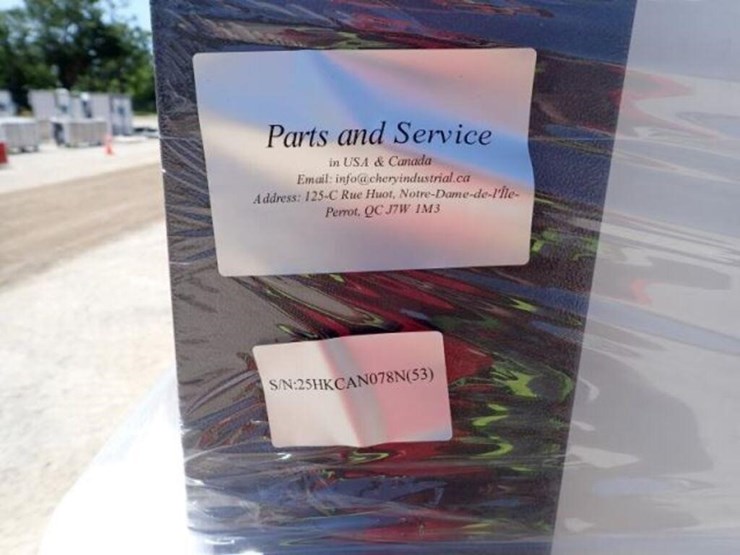 Parts and Service
in USA & Canada
Email: info@cheryindustrial.ca
Address: 125-C Rue Huot, Notre-Dame-de-l'Île-
Perrot, QC J7W 1M3
S/N:25HKCAN078N(53)